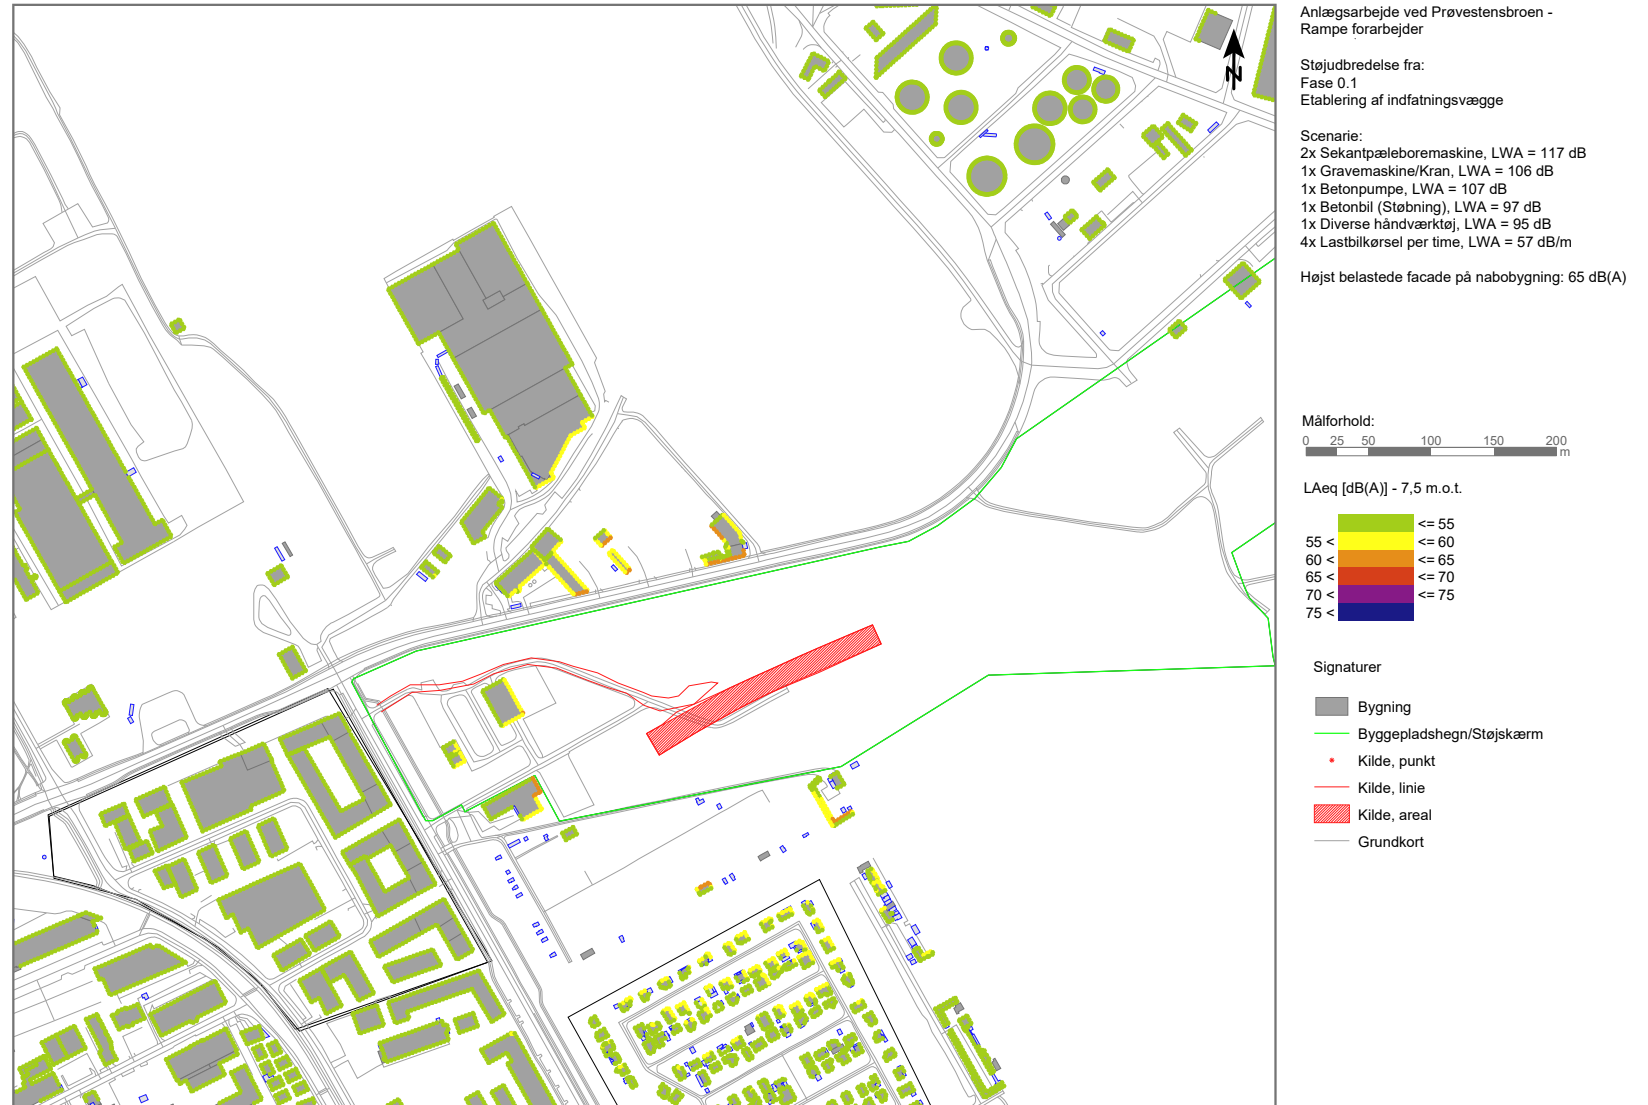 Anlægsarbejde ved Prøvestensbroen -
Rampe forarbejder
Støjudbredelse fra:
Fase 0.1
Etablering af indfatningsvægge
Scenarie:
2x Sekantpæleboremaskine, LWA = 117 dB
1x Gravemaskine/Kran, LWA = 106 dB
1x Betonpumpe, LWA = 107 dB
1x Betonbil (Støbning), LWA = 97 dB
1x Diverse håndværktøj, LWA = 95 dB
4x Lastbilkørsel per time, LWA = 57 dB/m
Højst belastede facade på nabobygning: 65 dB(A)
N
Målforhold:
0 25 50 100 150 200
m
LAeq [dB(A)] - 7,5 m.o.t.
<= 55
55 < <= 60
60 < <= 65
65 < <= 70
70 < <= 75
75 <
Signaturer
Bygning
Byggepladshegn/Støjskærm
Kilde, punkt
Kilde, linie
Kilde, areal
Grundkort